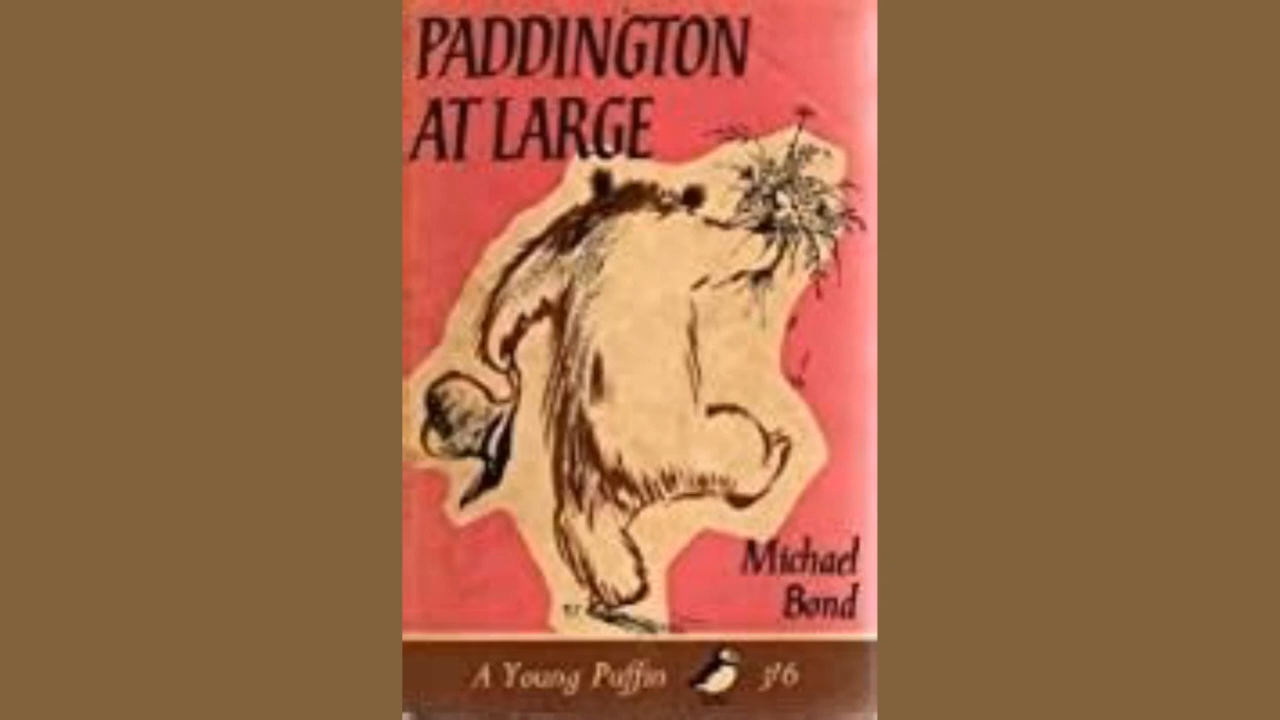 PADDINGTON
AT LARGE
Michael
Bond
A Young Puffin 3/6